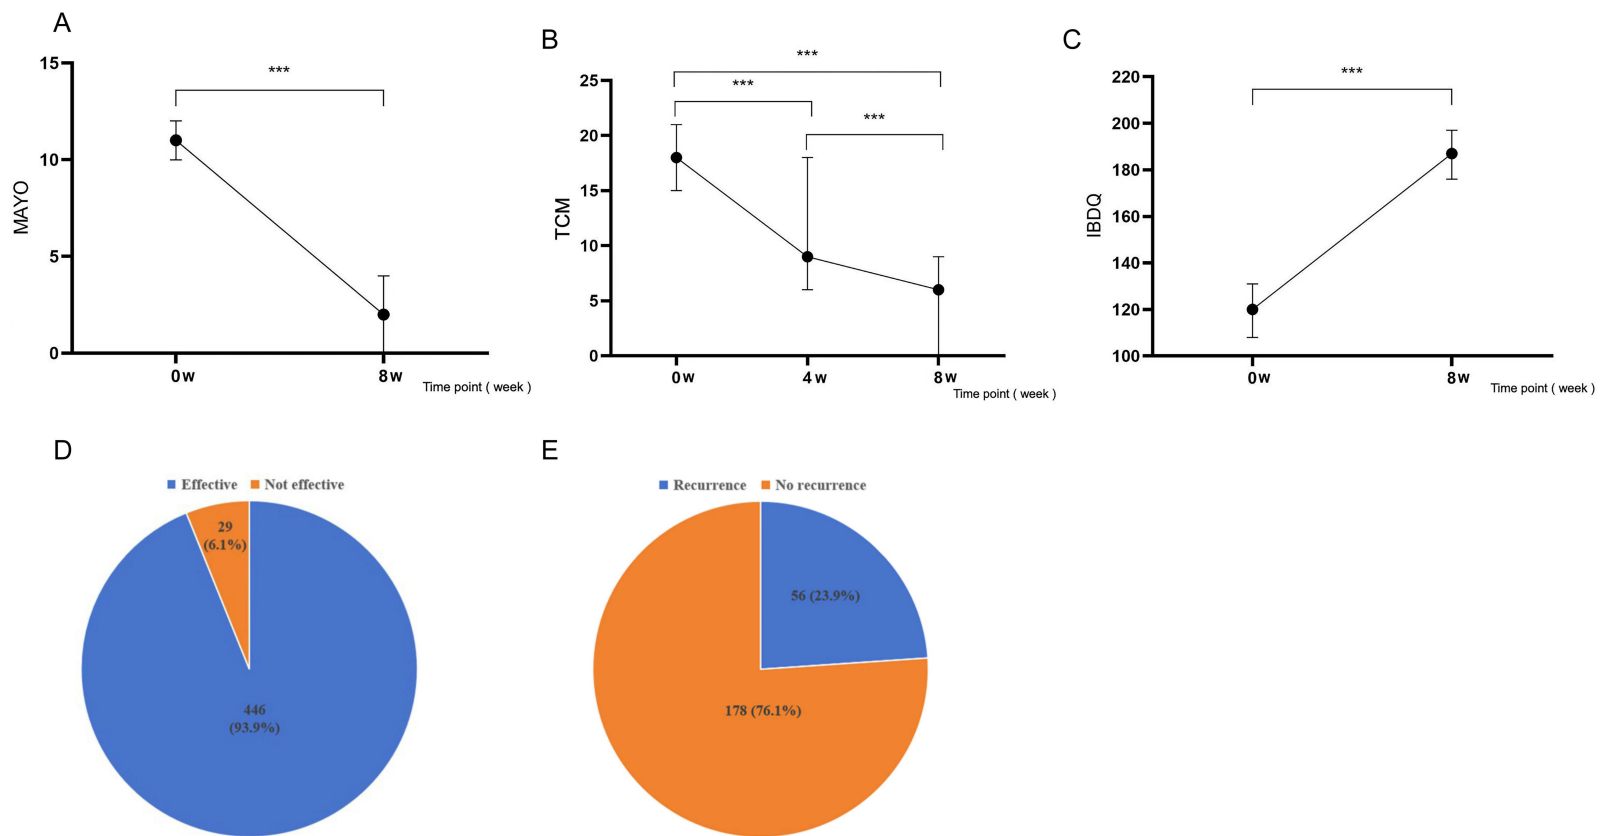 A
MAYO
15
10
5
0
***
0w
8w
Time point ( week )
B
TCM
25
20
15
10
5
0
***
***
***
0w
4w
8w
Time point ( week )
C
IBDQ
220
200
180
160
140
120
100
***
0w
8w
Time point ( week )
D
Effective
Not effective
29
(6.1%)
446
(93.9%)
E
Recurrence
No recurrence
56 (23.9%)
178 (76.1%)